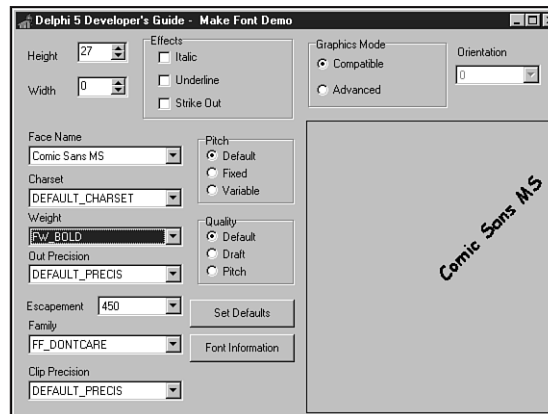 Delphi 5 Developer's Guide - Make Font Demo
Height
27
Width
0
Effects
Italic
Underline
Strike Out
Graphics Mode
Compatible
Advanced
Orientation
0
Face Name
Comic Sans MS
Charset
DEFAULT_CHARSET
Weight
FW_BOLD
Out Precision
DEFAULT_PRECIS
Escapement
450
Family
FF_DONTCARE
Clip Precision
DEFAULT_PRECIS
Pitch
Default
Fixed
Variable
Quality
Default
Draft
Pitch
Set Defaults
Font Information
Comic Sans MS